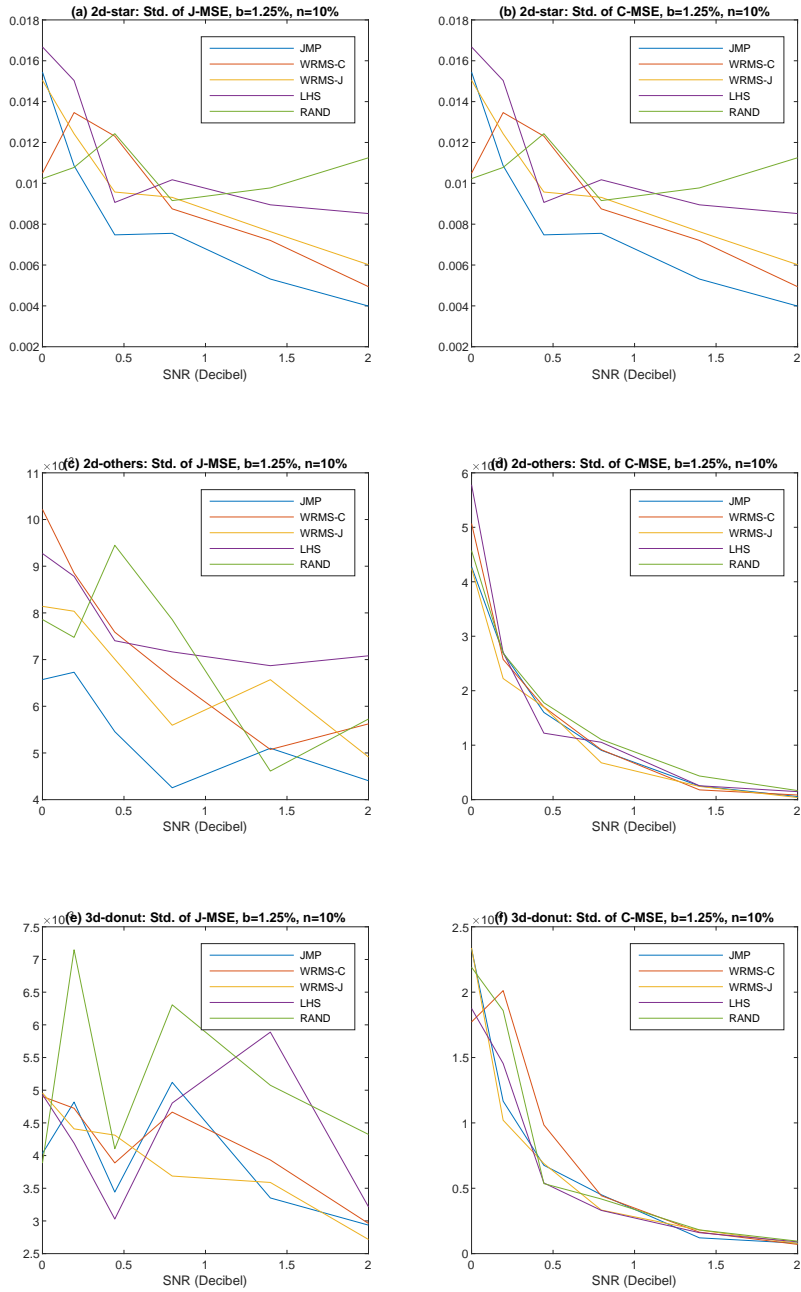 (a) 2d-star: Std. of J-MSE, b=1.25%, n=10%
0.018
0.016
0.014
0.012
0.01
0.008
0.006
0.004
0.002
JMP
WRMS-C
WRMS-J
LHS
RAND
0 0.5 1 1.5 2
SNR (Decibel)
(b) 2d-star: Std. of C-MSE, b=1.25%, n=10%
0.018
0.016
0.014
0.012
0.01
0.008
0.006
0.004
0.002
JMP
WRMS-C
WRMS-J
LHS
RAND
0 0.5 1 1.5 2
SNR (Decibel)
(c) 2d-others: Std. of J-MSE, b=1.25%, n=10%
11
10
9
8
7
6
5
4
JMP
WRMS-C
WRMS-J
LHS
RAND
0 0.5 1 1.5 2
SNR (Decibel)
(d) 2d-others: Std. of C-MSE, b=1.25%, n=10%
6
5
4
3
2
1
0
JMP
WRMS-C
WRMS-J
LHS
RAND
0 0.5 1 1.5 2
SNR (Decibel)
(e) 3d-donut: Std. of J-MSE, b=1.25%, n=10%
7.5
7
6.5
6
5.5
5
4.5
4
3.5
3
2.5
JMP
WRMS-C
WRMS-J
LHS
RAND
0 0.5 1 1.5 2
SNR (Decibel)
(f) 3d-donut: Std. of C-MSE, b=1.25%, n=10%
2.5
2
1.5
1
0.5
0
JMP
WRMS-C
WRMS-J
LHS
RAND
0 0.5 1 1.5 2
SNR (Decibel)